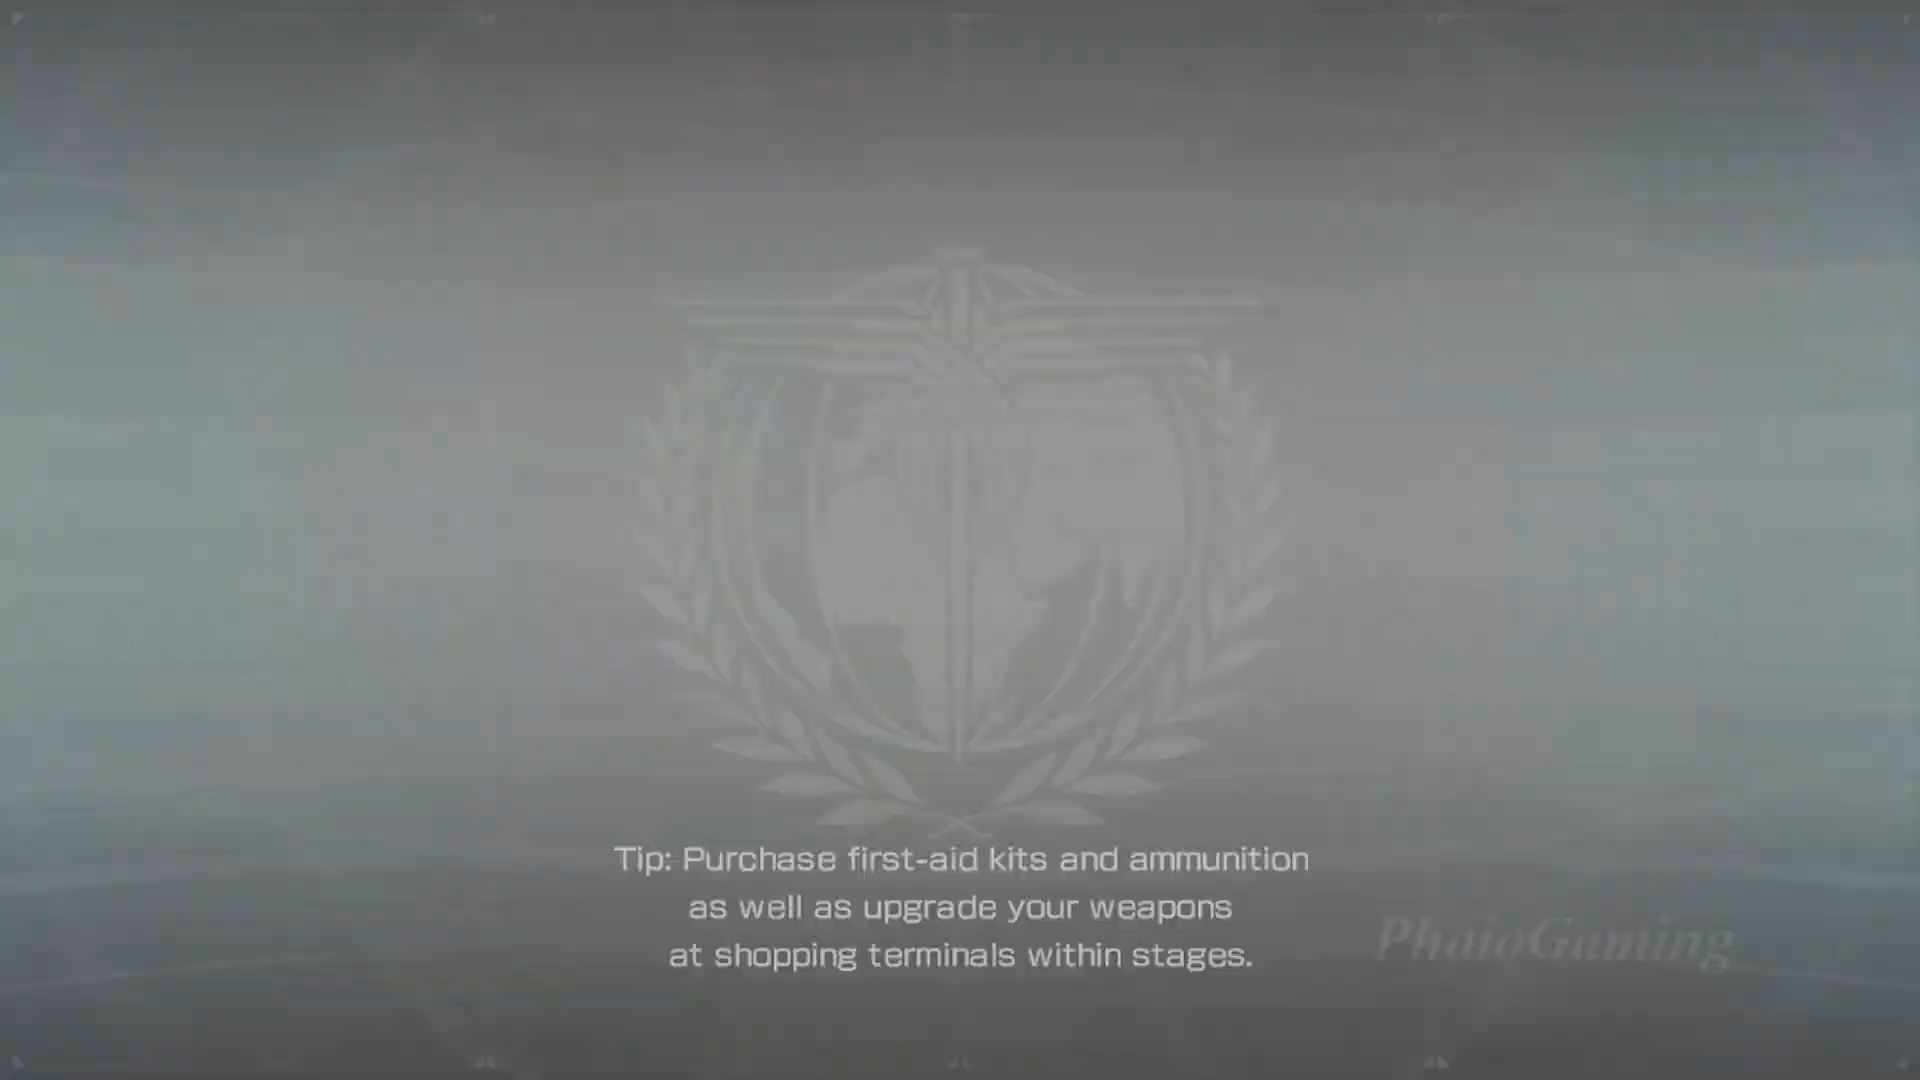 Tip: Purchase first-aid kits and ammunition
as well as upgrade your weapons
at shopping terminals within stages.
PhaioGaming